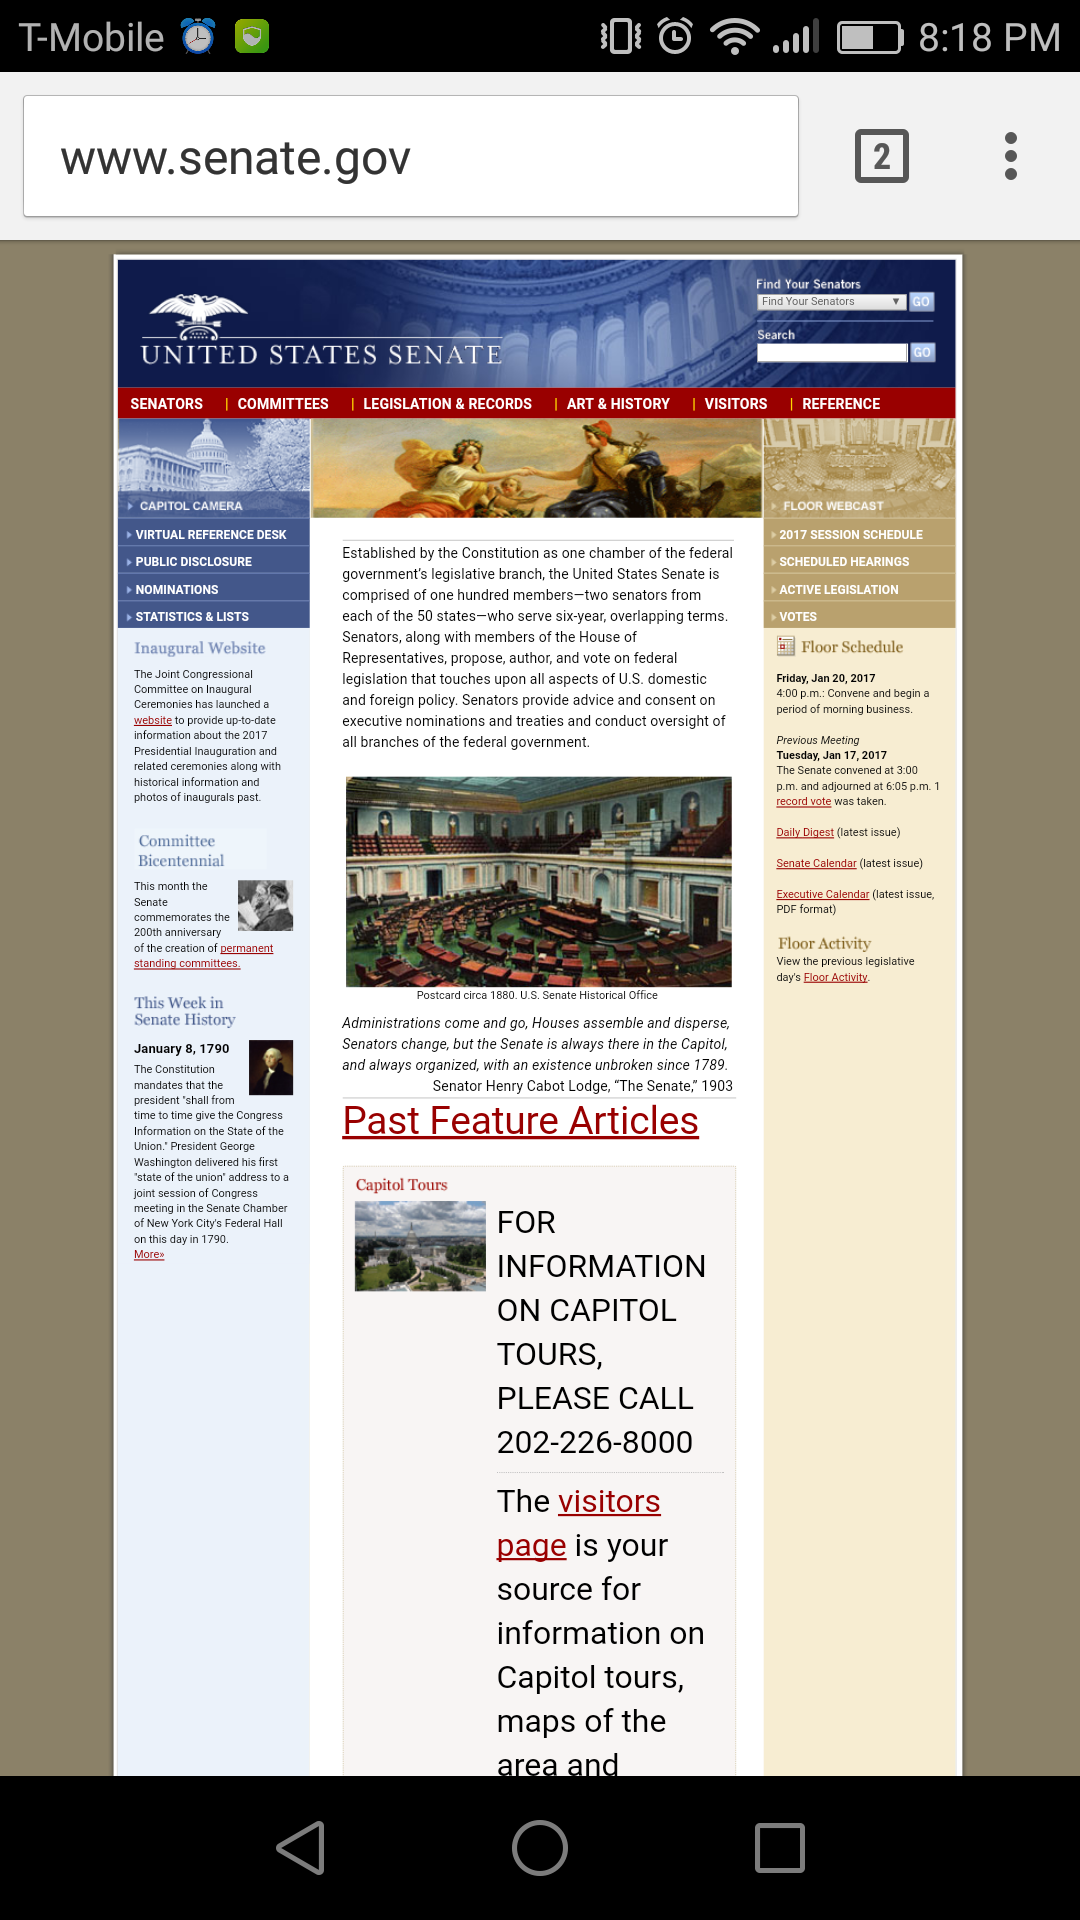 T-Mobile 8:18 PM
www.senate.gov
2
Find Your Senators
Find Your Senators ▼ GO
Search
GO
UNITED STATES SENATE
SENATORS | COMMITTEES | LEGISLATION & RECORDS | ART & HISTORY | VISITORS | REFERENCE
CAPITOL CAMERA
VIRTUAL REFERENCE DESK
PUBLIC DISCLOSURE
NOMINATIONS
STATISTICS & LISTS
Inaugural Website
The Joint Congressional
Committee on Inaugural
Ceremonies has launched a
website to provide up-to-date
information about the 2017
Presidential Inauguration and
related ceremonies along with
historical information and
photos of inaugurals past.
Committee
Bicentennial
This month the
Senate
commemorates the
200th anniversary
of the creation of permanent
standing committees.
This Week in
Senate History
January 8, 1790
The Constitution
mandates that the
president "shall from
time to time give the Congress
Information on the State of the
Union." President George
Washington delivered his first
"state of the union" address to a
joint session of Congress
meeting in the Senate Chamber
of New York City's Federal Hall
on this day in 1790.
More»
Established by the Constitution as one chamber of the federal
government’s legislative branch, the United States Senate is
comprised of one hundred members—two senators from
each of the 50 states—who serve six-year, overlapping terms.
Senators, along with members of the House of
Representatives, propose, author, and vote on federal
legislation that touches upon all aspects of U.S. domestic
and foreign policy. Senators provide advice and consent on
executive nominations and treaties and conduct oversight of
all branches of the federal government.
Postcard circa 1880. U.S. Senate Historical Office
Administrations come and go, Houses assemble and disperse,
Senators change, but the Senate is always there in the Capitol,
and always organized, with an existence unbroken since 1789.
Senator Henry Cabot Lodge, “The Senate,” 1903
Past Feature Articles
Capitol Tours
FOR
INFORMATION
ON CAPITOL
TOURS,
PLEASE CALL
202-226-8000
The visitors
page is your
source for
information on
Capitol tours,
maps of the
area and
FLOOR WEBCAST
2017 SESSION SCHEDULE
SCHEDULED HEARINGS
ACTIVE LEGISLATION
VOTES
Floor Schedule
Friday, Jan 20, 2017
4:00 p.m.: Convene and begin a
period of morning business.
Previous Meeting
Tuesday, Jan 17, 2017
The Senate convened at 3:00
p.m. and adjourned at 6:05 p.m. 1
record vote was taken.
Daily Digest (latest issue)
Senate Calendar (latest issue)
Executive Calendar (latest issue,
PDF format)
Floor Activity
View the previous legislative
day's Floor Activity.